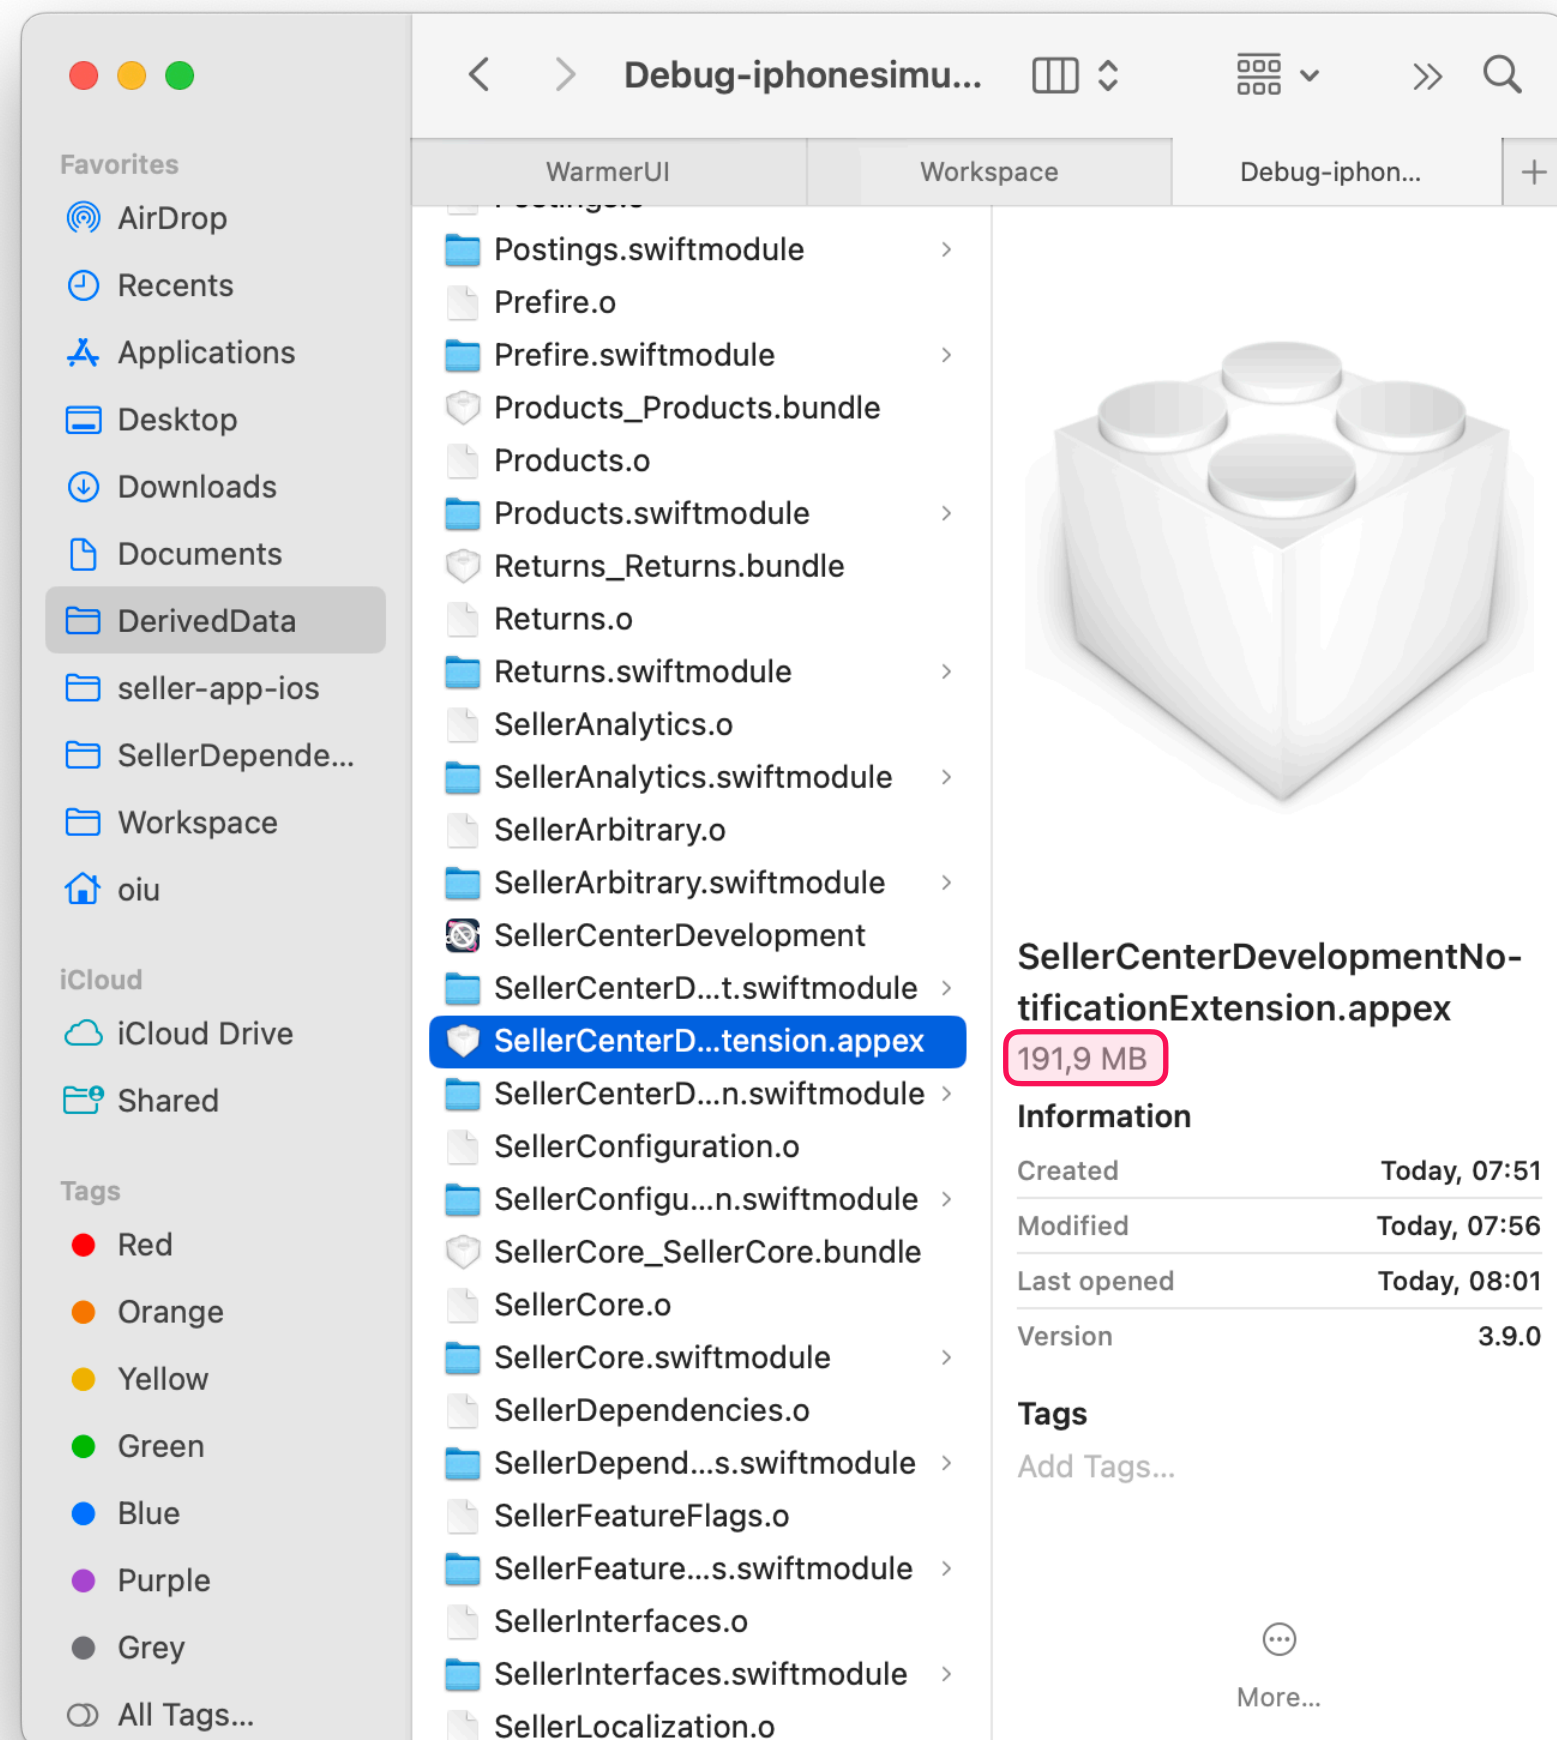 Debug-iphonesimu...
WarmerUI
Workspace
Debug-iphon...
Favorites
AirDrop
Recents
Applications
Desktop
Downloads
Documents
DerivedData
seller-app-ios
SellerDepende...
Workspace
oiu
iCloud
iCloud Drive
Shared
Tags
Red
Orange
Yellow
Green
Blue
Purple
Grey
All Tags...
Postings.swiftmodule
Prefire.o
Prefire.swiftmodule
Products_Products.bundle
Products.o
Products.swiftmodule
Returns_Returns.bundle
Returns.o
Returns.swiftmodule
SellerAnalytics.o
SellerAnalytics.swiftmodule
SellerArbitrary.o
SellerArbitrary.swiftmodule
SellerCenterDevelopment
SellerCenterD...t.swiftmodule
SellerCenterD...tension.appex
SellerCenterD...n.swiftmodule
SellerConfiguration.o
SellerConfigu...n.swiftmodule
SellerCore_SellerCore.bundle
SellerCore.o
SellerCore.swiftmodule
SellerDependencies.o
SellerDepend...s.swiftmodule
SellerFeatureFlags.o
SellerFeature...s.swiftmodule
SellerInterfaces.o
SellerInterfaces.swiftmodule
SellerLocalization.o
SellerCenterDevelopmentNo-
tificationExtension.appex
191,9 MB
Information
Created Today, 07:51
Modified Today, 07:56
Last opened Today, 08:01
Version 3.9.0
Tags
Add Tags...
More...